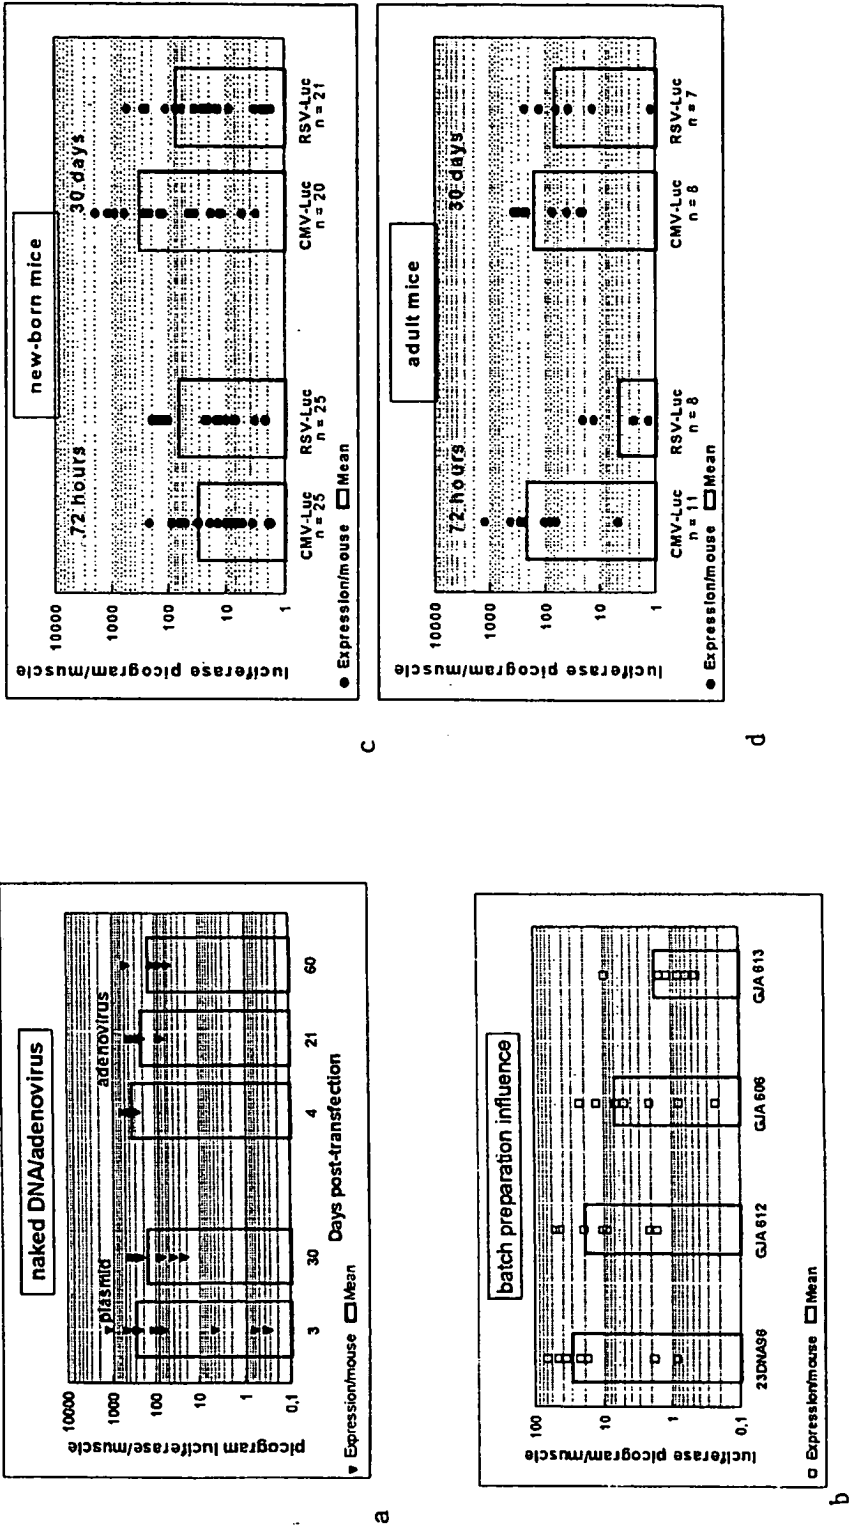 naked DNA/adenovirus
plasmid
adenovirus
picogram luciferase/muscle
10000
1000
100
10
1
0,1
3
30
4
21
60
Days post-transfection
Expression/mouse
Mean
a
batch preparation influence
luciferase picogram/muscle
100
10
1
0,1
23DNA96
GJA 612
GJA 606
GJA 613
Expression/mouse
Mean
b
new-born mice
72 hours
30 days
luciferase picogram/muscle
10000
1000
100
10
1
CMV-Luc
n = 25
RSV-Luc
n = 25
CMV-Luc
n = 20
RSV-Luc
n = 21
Expression/mouse
Mean
c
adult mice
72 hours
30 days
luciferase picogram/muscle
10000
1000
100
10
1
CMV-Luc
n = 11
RSV-Luc
n = 8
CMV-Luc
n = 8
RSV-Luc
n = 7
Expression/mouse
Mean
d